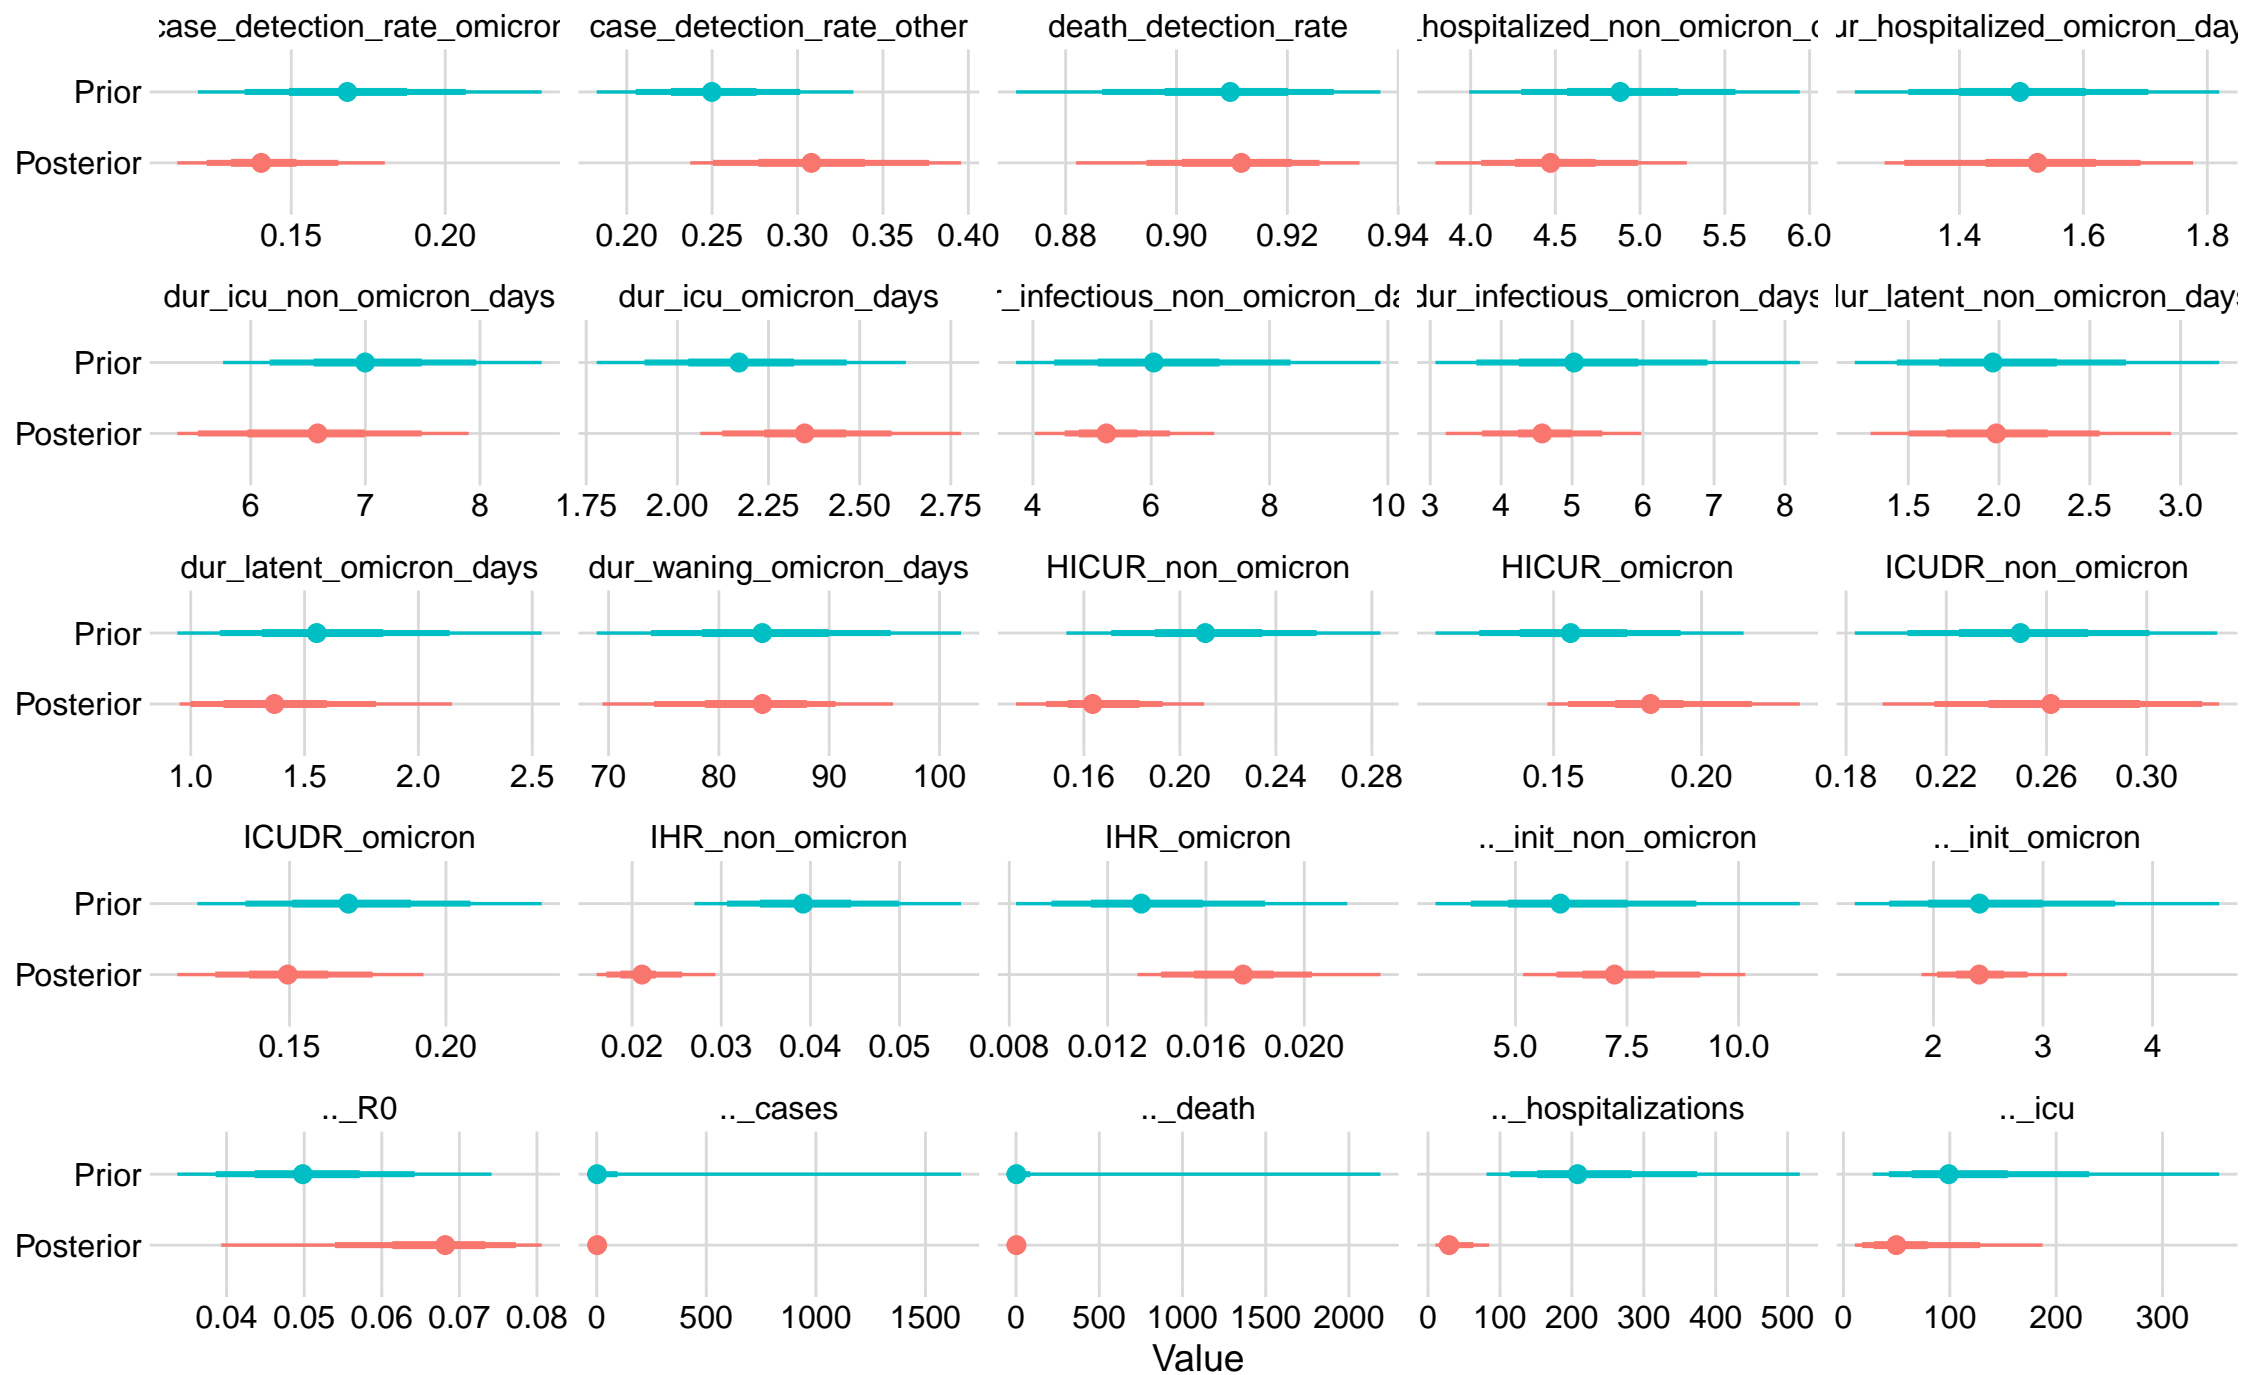 case_detection_rate_omicron case_detection_rate_other death_detection_rate _hospitalized_non_omicron_ ur_hospitalized_omicron_day
Prior
Posterior
0.15 0.20 0.20 0.25 0.30 0.35 0.40 0.88 0.90 0.92 0.94 4.0 4.5 5.0 5.5 6.0 1.4 1.6 1.8
dur_icu_non_omicron_days dur_icu_omicron_days r_infectious_non_omicron_da dur_infectious_omicron_days dur_latent_non_omicron_days
Prior
Posterior
6 7 8 1.75 2.00 2.25 2.50 2.75 4 6 8 10 3 4 5 6 7 8 1.5 2.0 2.5 3.0
dur_latent_omicron_days dur_waning_omicron_days HICUR_non_omicron HICUR_omicron ICUDR_non_omicron
Prior
Posterior
1.0 1.5 2.0 2.5 70 80 90 100 0.16 0.20 0.24 0.28 0.15 0.20 0.18 0.22 0.26 0.30
ICUDR_omicron IHR_non_omicron IHR_omicron .._init_non_omicron .._init_omicron
Prior
Posterior
0.15 0.20 0.02 0.03 0.04 0.05 0.008 0.012 0.016 0.020 5.0 7.5 10.0 2 3 4
.._R0 .._cases .._death .._hospitalizations .._icu
Prior
Posterior
0.04 0.05 0.06 0.07 0.08 0 500 1000 1500 0 500 1000 1500 2000 0 100 200 300 400 500 0 100 200 300
Value